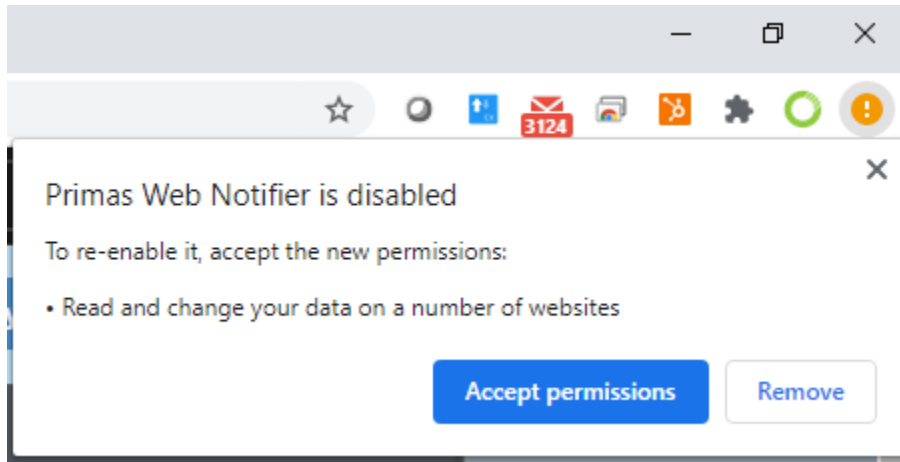 3124
Primas Web Notifier is disabled
To re-enable it, accept the new permissions:
• Read and change your data on a number of websites
Accept permissions
Remove